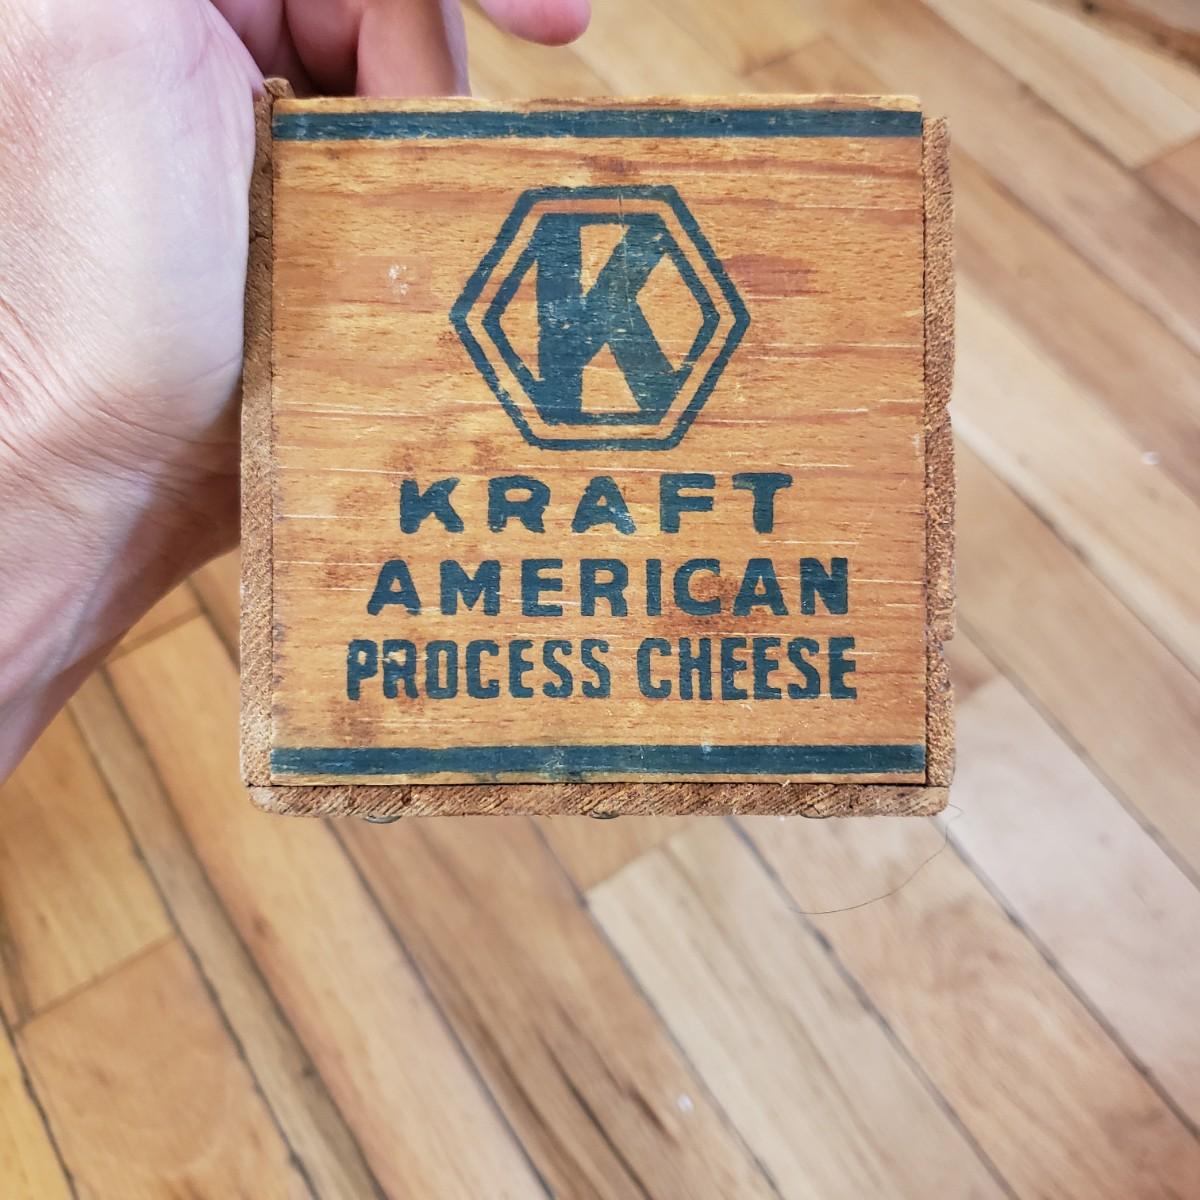 K
KRAFT
AMERICAN
PROCESS CHEESE